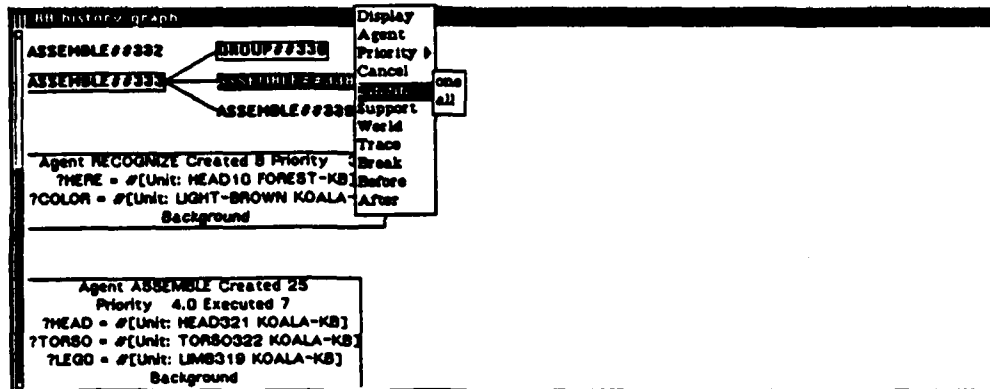 BB history graph
ASSEMBLE##332
GROUP##336
ASSEMBLE##333
ASSEMBLE##33
Display
Agent
Priority
Cancel
Support
World
Trace
Break
Before
After
one
all
Agent RECOGNIZE Created 8 Priority
?HERE = #[Unit: HEAD10 FOREST-KB]
?COLOR = #[Unit: LIGHT-BROWN KOALA-
Background
Agent ASSEMBLE Created 25
Priority 4.0 Executed 7
?HEAD = #[Unit: HEAD321 KOALA-KB]
?TORSO = #[Unit: TORSO322 KOALA-KB]
?LEGO = #[Unit: LIMB319 KOALA-KB]
Background